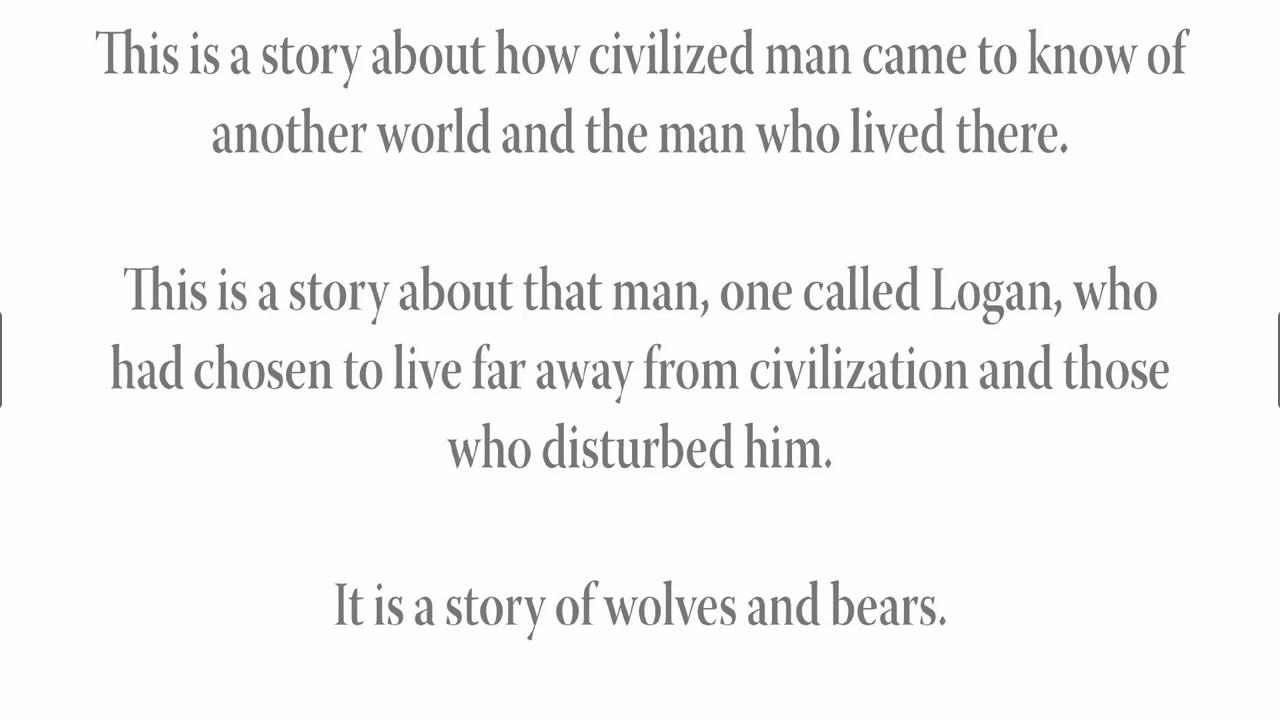 This is a story about how civilized man came to know of
another world and the man who lived there.
This is a story about that man, one called Logan, who
had chosen to live far away from civilization and those
who disturbed him.
It is a story of wolves and bears.